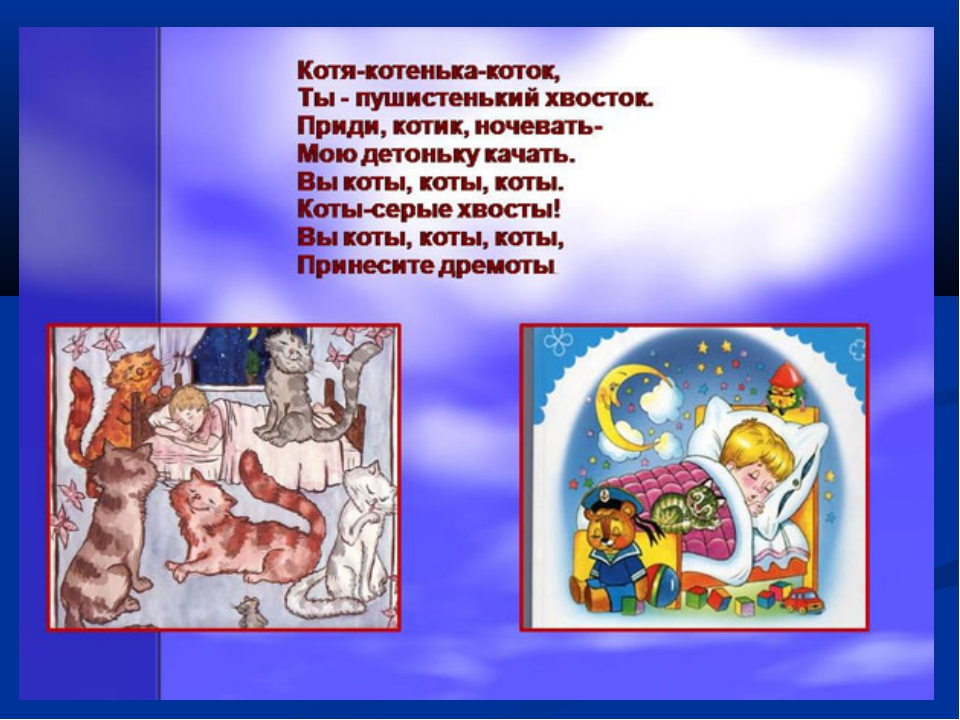 Котя-котенька-коток,
Ты - пушистенький хвосток.
Приди, котик, ночевать-
Мою детоньку качать.
Вы коты, коты, коты.
Коты-серые хвосты!
Вы коты, коты, коты,
Принесите дремоты.